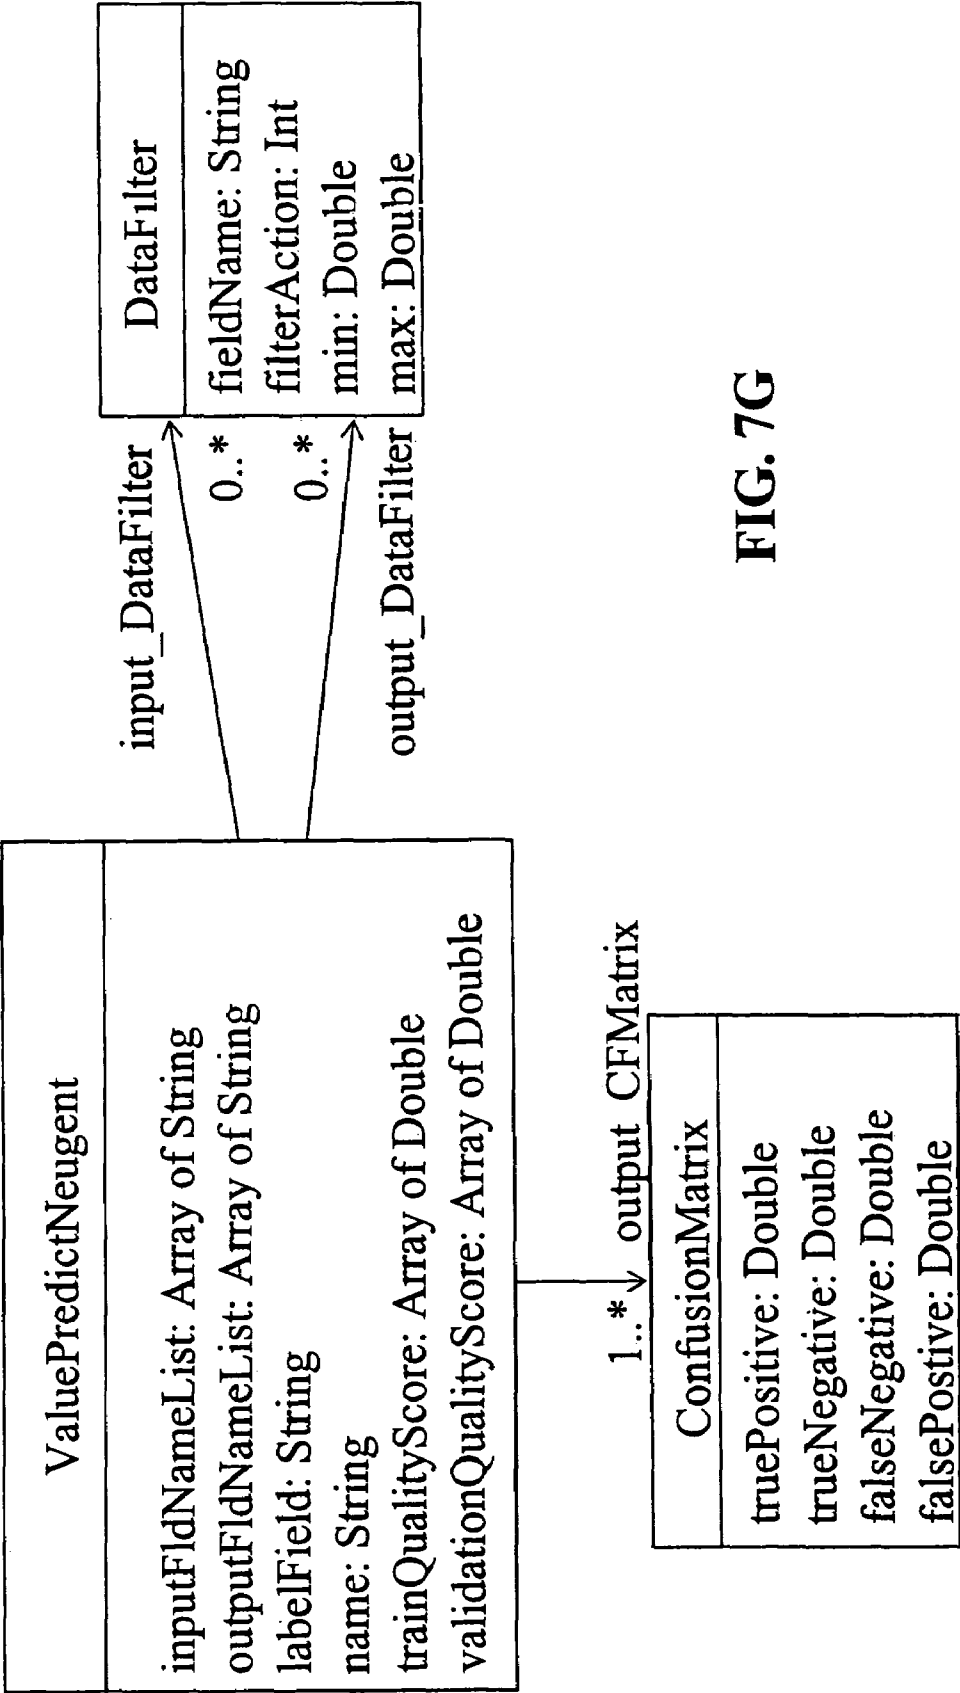 ValuePredictNeugent
inputFldNameList: Array of String
outputFldNameList: Array of String
labelField: String
name: String
trainQualityScore: Array of Double
validationQualityScore: Array of Double
input_DataFilter
0..*
0..*
output_DataFilter
DataFilter
fieldName: String
filterAction: Int
min: Double
max: Double
1..*
output_CFMatrix
ConfusionMatrix
truePositive: Double
trueNegative: Double
falseNegative: Double
falsePostive: Double
FIG. 7G